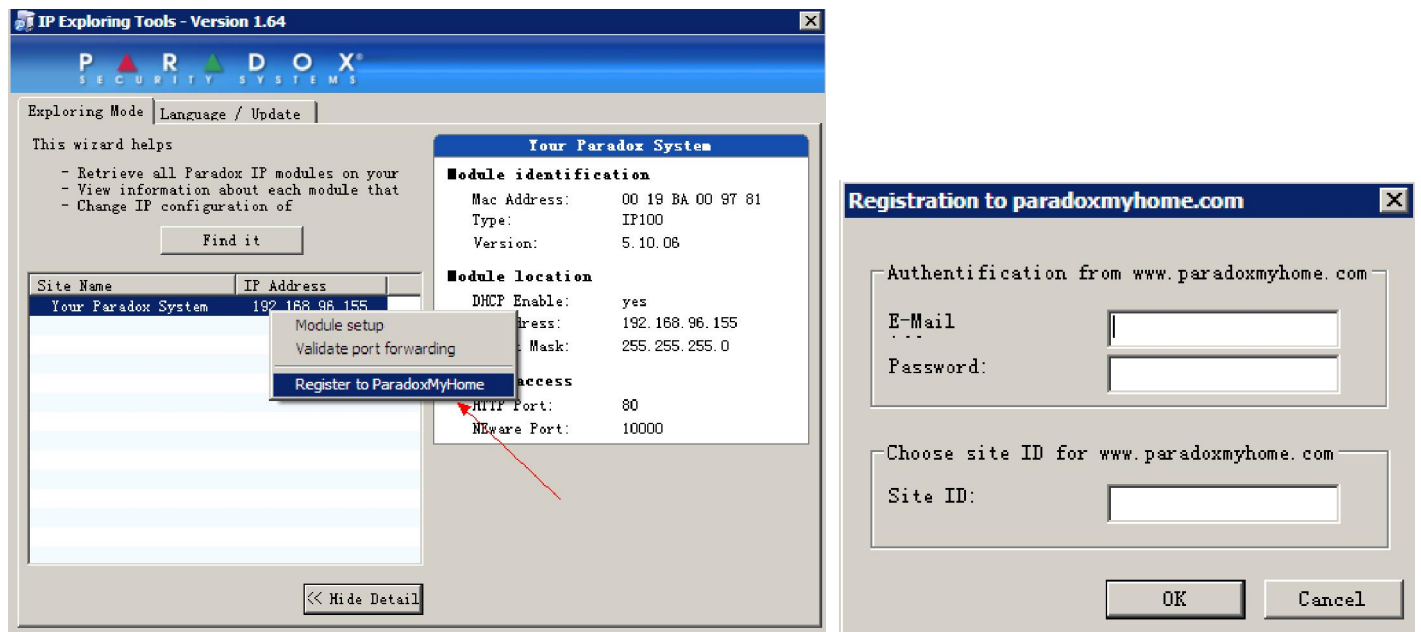 IP Exploring Tools - Version 1.64
PARADOX®
SECURITY SYSTEMS
Exploring Mode
Language / Update
This wizard helps
- Retrieve all Paradox IP modules on your
- View information about each module that
- Change IP configuration of
Find it
Site Name IP Address
Your Paradox System 192.168.96.155
Module setup
Validate port forwarding
Register to ParadoxMyHome
<< Hide Detail
Your Paradox System
Module identification
Mac Address: 00 19 BA 00 97 81
Type: IP100
Version: 5.10.06
Module location
DHCP Enable: yes
dress: 192.168.96.155
Mask: 255.255.255.0
access
HTTP Port: 80
NEware Port: 10000
Registration to paradoxmyhome.com
Authentification from www.paradoxmyhome.com
E-Mail
Password:
Choose site ID for www.paradoxmyhome.com
Site ID:
OK
Cancel